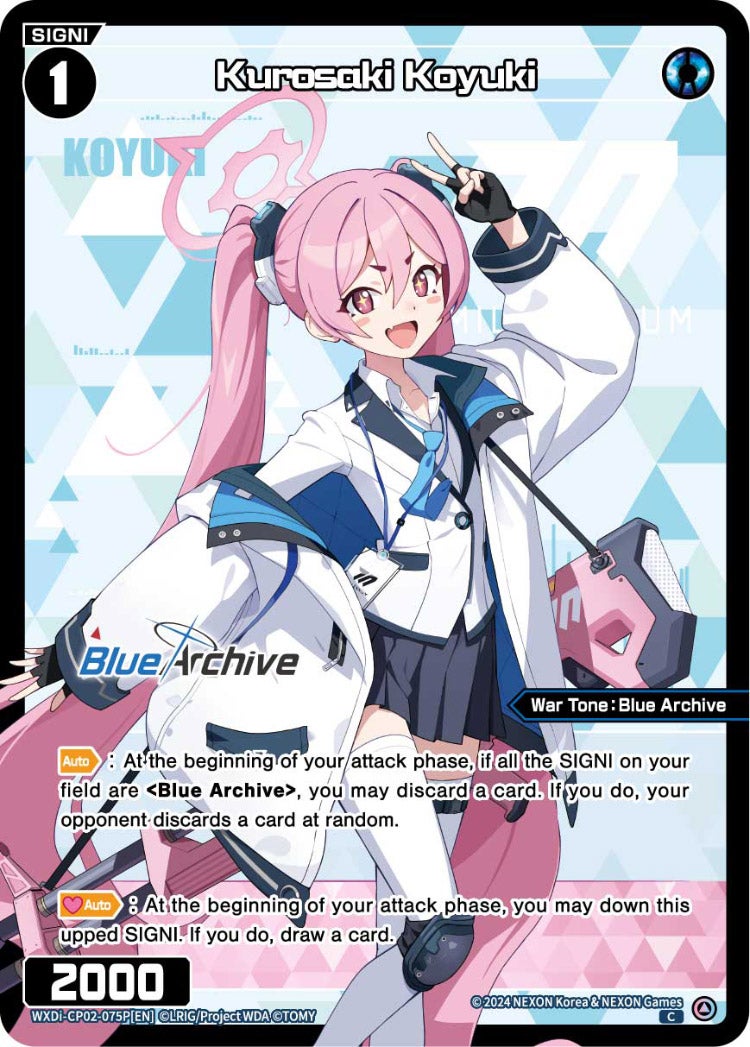 SIGNI
1
Kurosaki Koyuki
KOYUKI
Blue Archive
War Tone:Blue Archive
Auto : At the beginning of your attack phase, if all the SIGNI on your
field are <Blue Archive>, you may discard a card. If you do, your
opponent discards a card at random.
Auto : At the beginning of your attack phase, you may down this
upped SIGNI. If you do, draw a card.
2000
©2024 NEXON Korea & NEXON Games
WXDi-CP02-075P[EN] ©LRIG/Project WDA ©TOMY
C